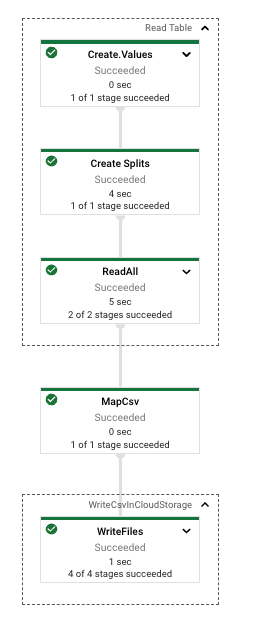 Read Table
Create.Values
Succeeded
0 sec
1 of 1 stage succeeded
Create Splits
Succeeded
4 sec
1 of 1 stage succeeded
ReadAll
Succeeded
5 sec
2 of 2 stages succeeded
MapCsv
Succeeded
0 sec
1 of 1 stage succeeded
WriteCsvInCloudStorage
WriteFiles
Succeeded
1 sec
4 of 4 stages succeeded